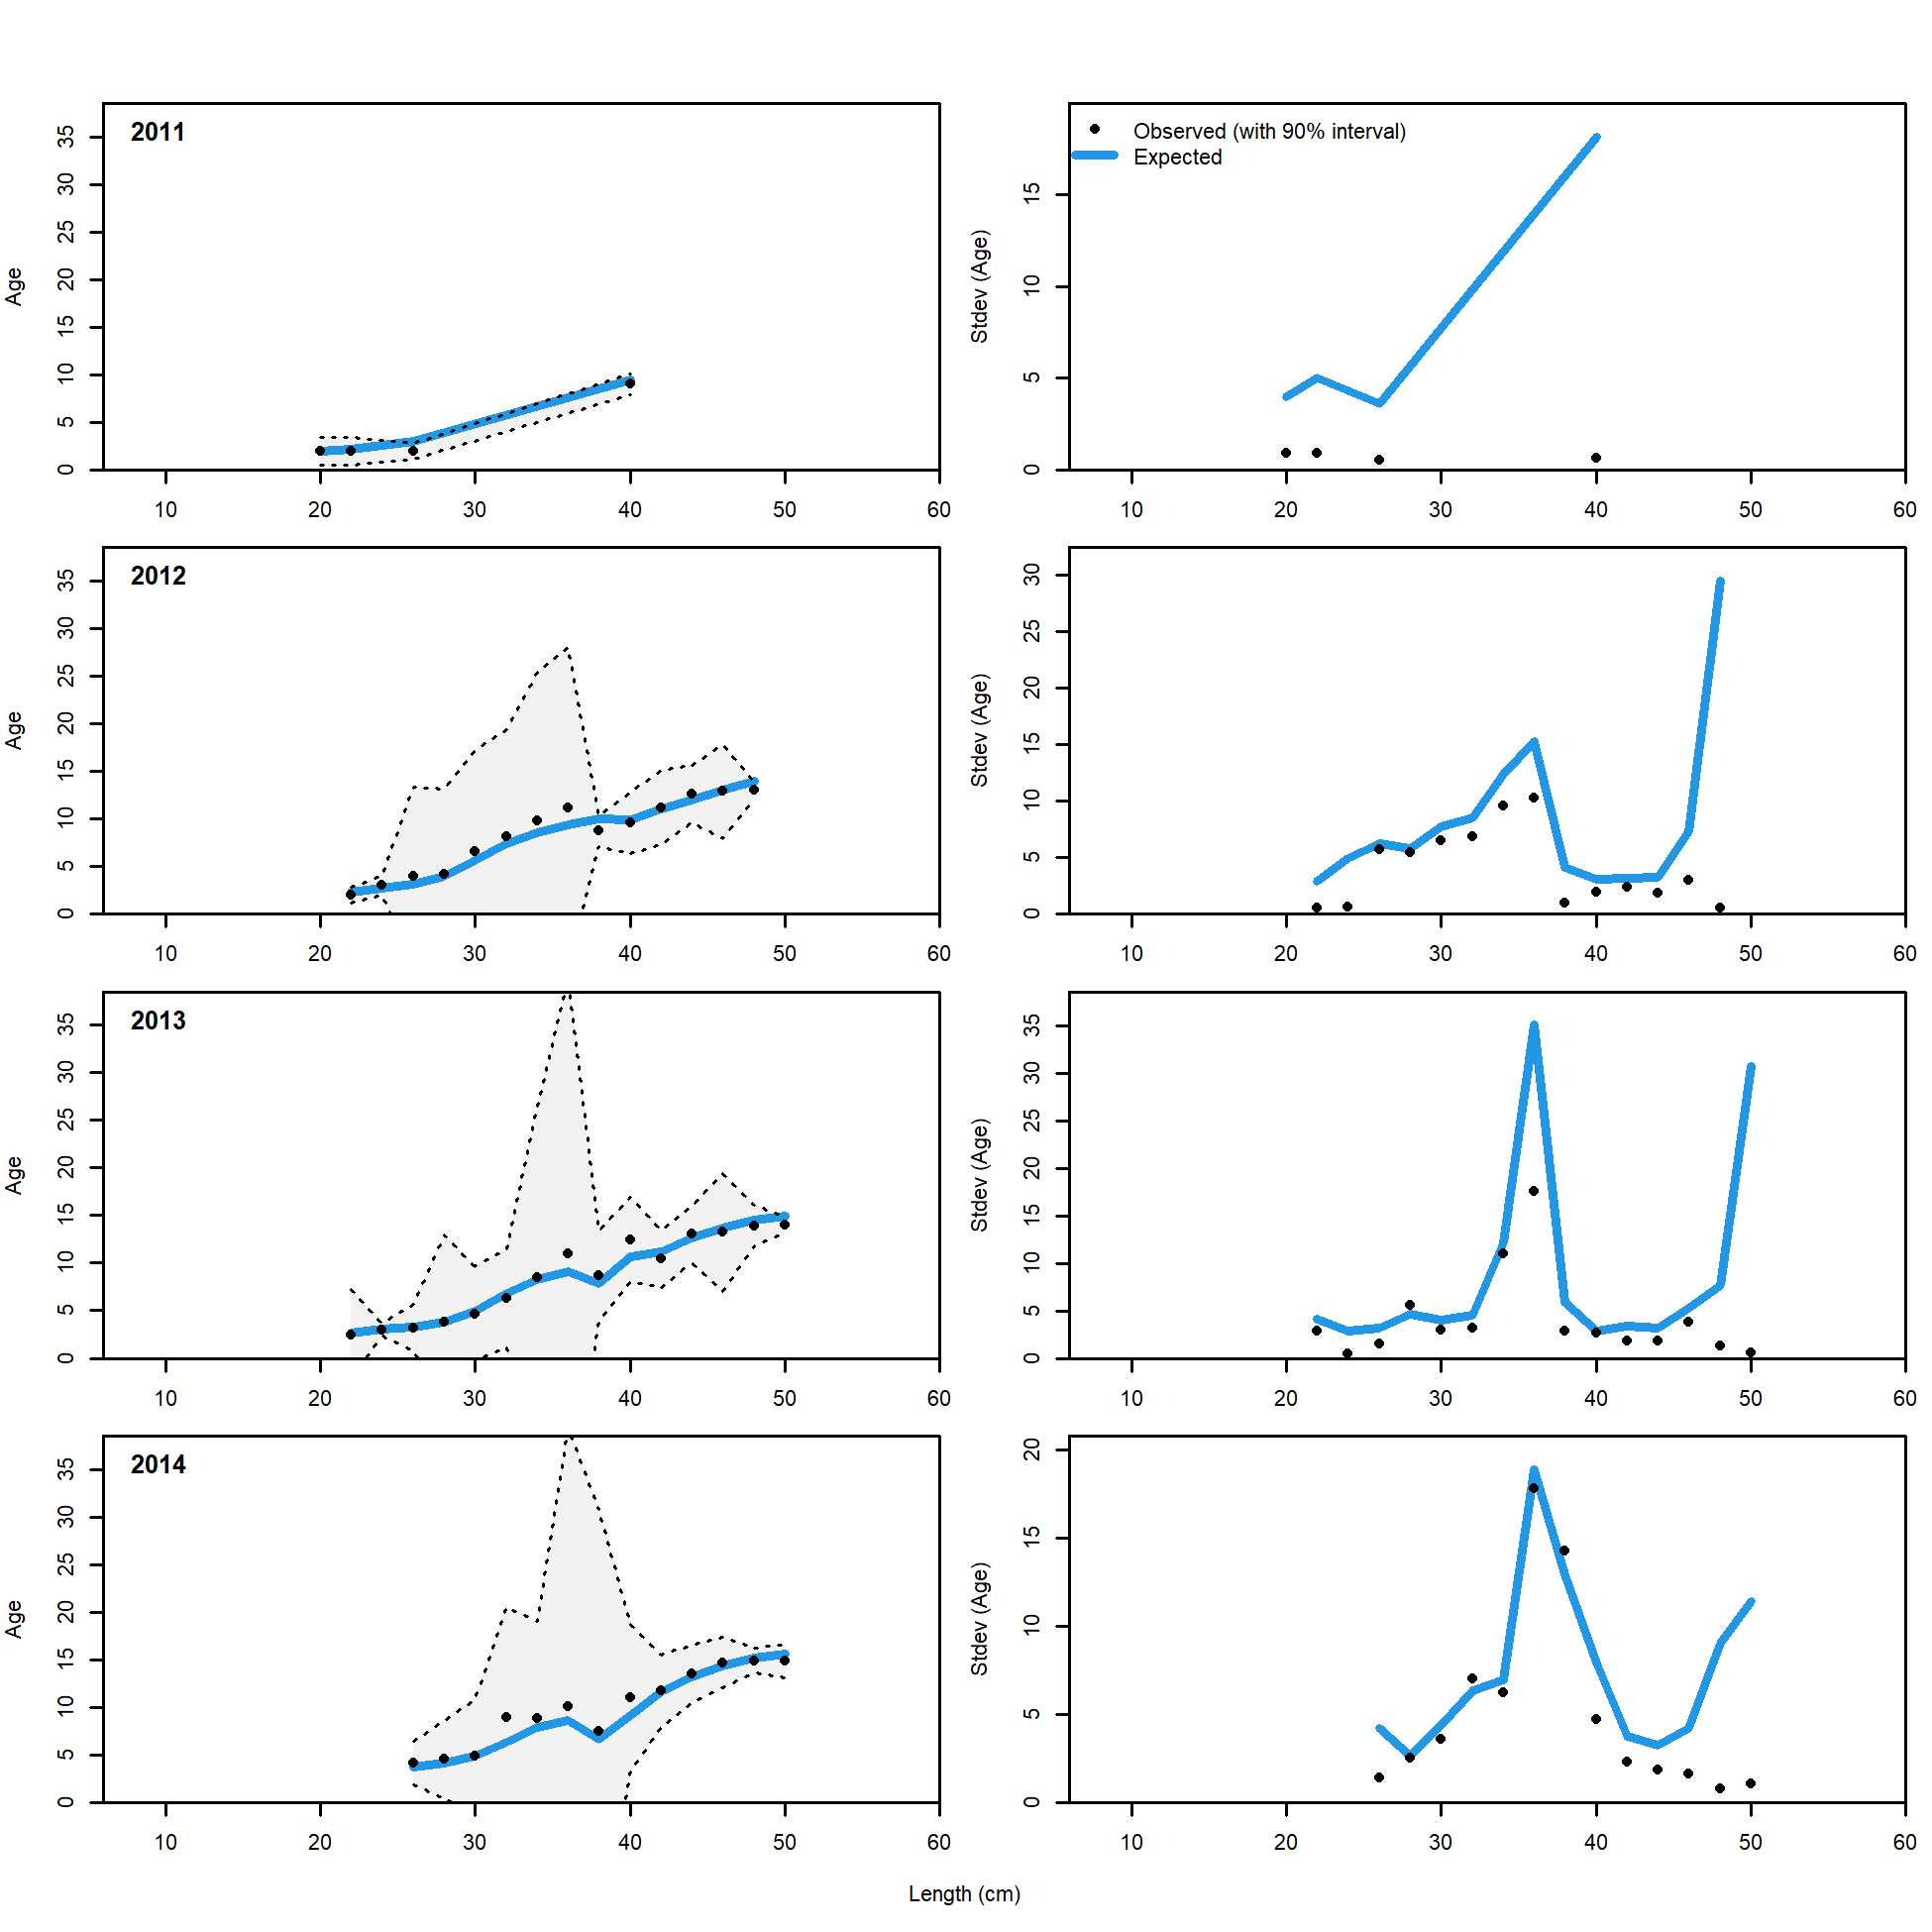 2011
Age
0 5 10 15 20 25 30 35
10 20 30 40 50 60
Observed (with 90% interval)
Expected
Stdev (Age)
0 5 10 15
10 20 30 40 50 60
2012
Age
0 5 10 15 20 25 30 35
10 20 30 40 50 60
Stdev (Age)
0 5 10 15 20 25 30
10 20 30 40 50 60
2013
Age
0 5 10 15 20 25 30 35
10 20 30 40 50 60
Stdev (Age)
0 5 10 15 20 25 30 35
10 20 30 40 50 60
2014
Age
0 5 10 15 20 25 30 35
10 20 30 40 50 60
Stdev (Age)
0 5 10 15 20
10 20 30 40 50 60
Length (cm)